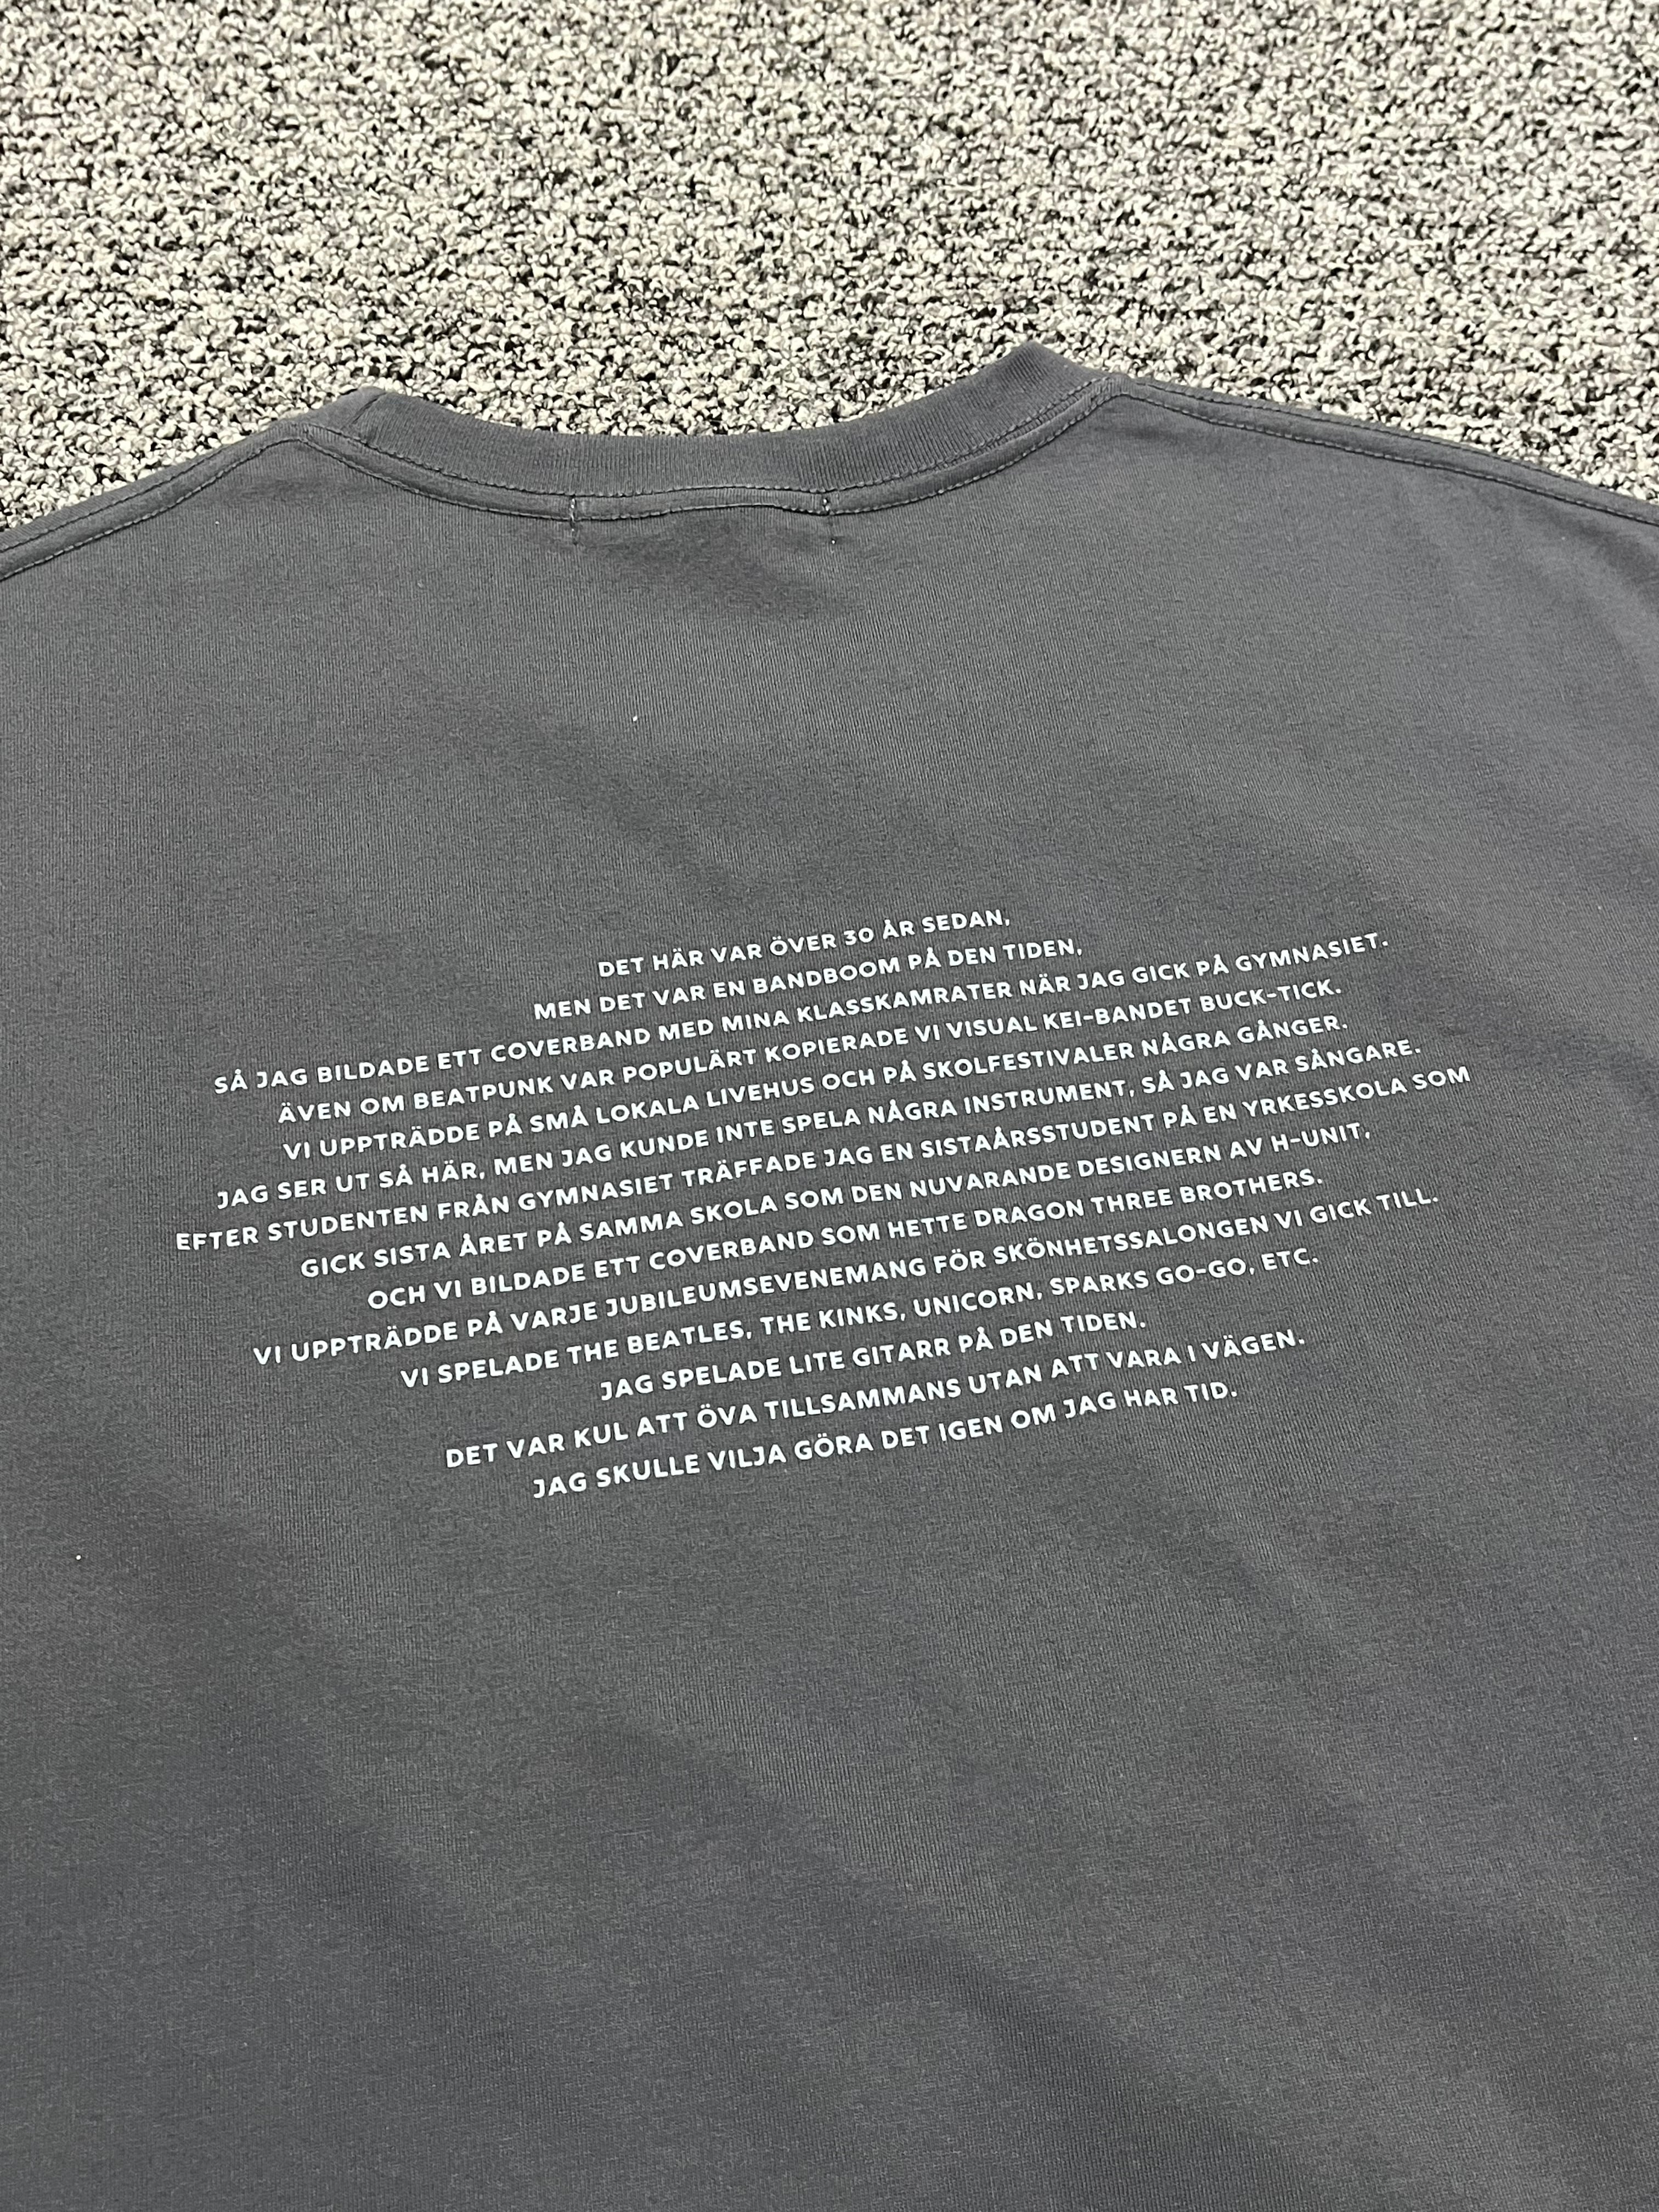 DET HÄR VAR ÖVER 30 ÅR SEDAN,
MEN DET VAR EN BANDBOOM PÅ DEN TIDEN,
SÅ JAG BILDADE ETT COVERBAND MED MINA KLASSKAMRATER NÄR JAG GICK PÅ GYMNASIET.
ÄVEN OM BEATPUNK VAR POPULÄRT KOPIERADE VI VISUAL KEI-BANDET BUCK-TICK.
VI UPPTRÄDDE PÅ SMÅ LOKALA LIVEHUS OCH PÅ SKOLFESTIVALER NÅGRA GÅNGER.
JAG SER UT SÅ HÄR, MEN JAG KUNDE INTE SPELA NÅGRA INSTRUMENT, SÅ JAG VAR SÅNGARE.
EFTER STUDENTEN FRÅN GYMNASIET TRÄFFADE JAG EN SISTAÅRSSTUDENT PÅ EN YRKESSKOLA SOM
GICK SISTA ÅRET PÅ SAMMA SKOLA SOM DEN NUVARANDE DESIGNERN AV H-UNIT,
OCH VI BILDADE ETT COVERBAND SOM HETTE DRAGON THREE BROTHERS.
VI UPPTRÄDDE PÅ VARJE JUBILEUMSEVENEMANG FÖR SKÖNHETSSALONGEN VI GICK TILL.
VI SPELADE THE BEATLES, THE KINKS, UNICORN, SPARKS GO-GO, ETC.
JAG SPELADE LITE GITARR PÅ DEN TIDEN.
DET VAR KUL ATT ÖVA TILLSAMMANS UTAN ATT VARA I VÄGEN.
JAG SKULLE VILJA GÖRA DET IGEN OM JAG HAR TID.